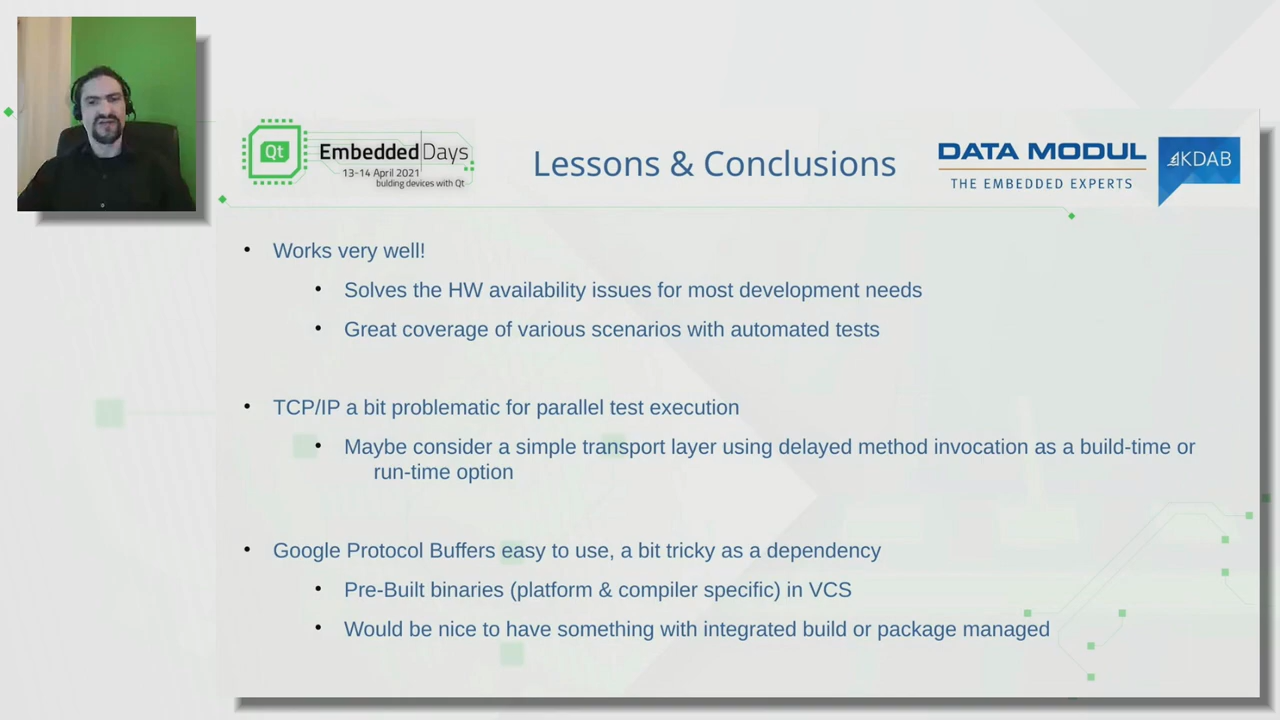 Qt
Embedded Days
13-14 April 2021
bulding devices with Qt
Lessons & Conclusions
DATA MODUL
THE EMBEDDED EXPERTS
KDAB
• Works very well!
• Solves the HW availability issues for most development needs
• Great coverage of various scenarios with automated tests
• TCP/IP a bit problematic for parallel test execution
• Maybe consider a simple transport layer using delayed method invocation as a build-time or
run-time option
• Google Protocol Buffers easy to use, a bit tricky as a dependency
• Pre-Built binaries (platform & compiler specific) in VCS
• Would be nice to have something with integrated build or package managed